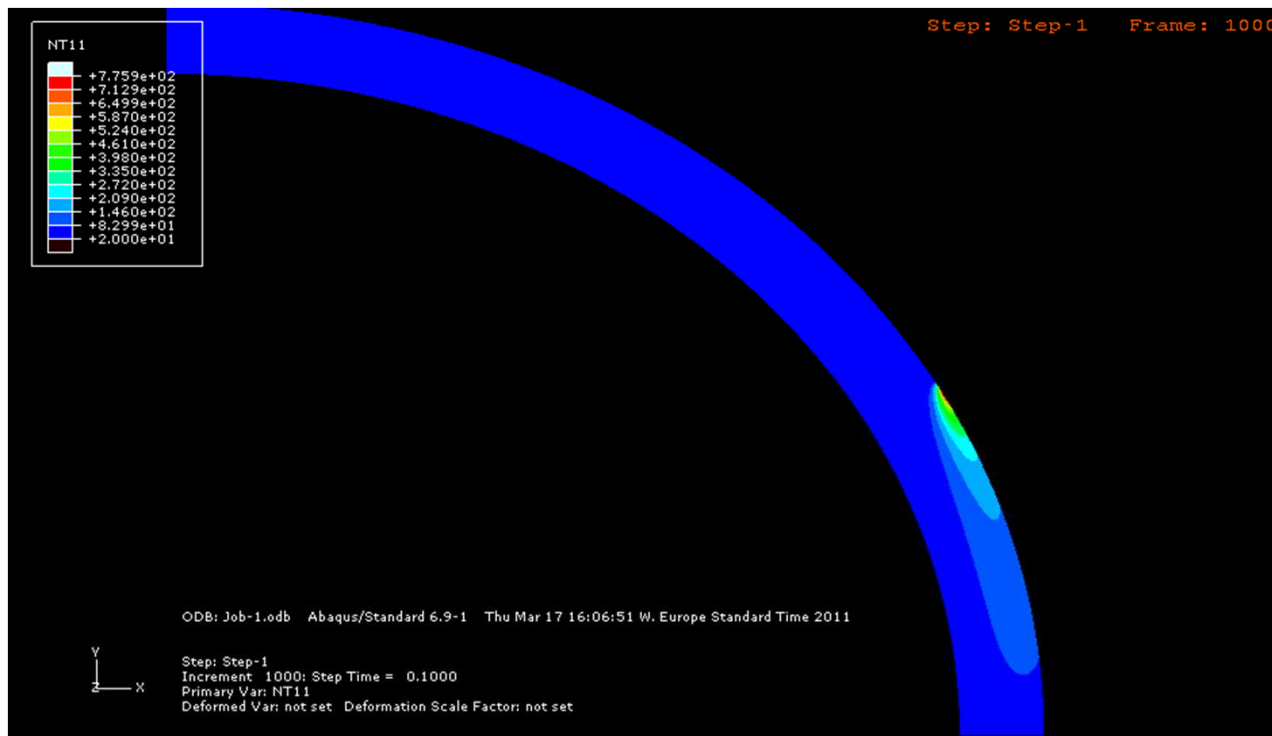 Step: Step-1 Frame: 1000
NT11
+7.759e+02
+7.129e+02
+6.499e+02
+5.870e+02
+5.240e+02
+4.610e+02
+3.980e+02
+3.350e+02
+2.720e+02
+2.090e+02
+1.460e+02
+8.299e+01
+2.000e+01
ODB: Job-1.odb Abaqus/Standard 6.9-1 Thu Mar 17 16:06:51 W. Europe Standard Time 2011
Y
Z X
Step: Step-1
Increment 1000: Step Time = 0.1000
Primary Var: NT11
Deformed Var: not set Deformation Scale Factor: not set